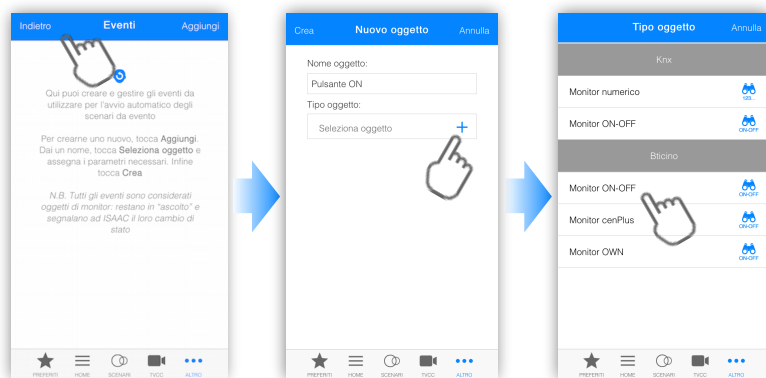 Indietro
Eventi
Aggiungi
Qui puoi creare e gestire gli eventi da
utilizzare per l'avvio automatico degli
scenari da evento
Per crearne uno nuovo, tocca Aggiungi.
Dai un nome, tocca Seleziona oggetto e
assegna i parametri necessari. Infine
tocca Crea
N.B. Tutti gli eventi sono considerati
oggetti di monitor: restano in "ascolto" e
segnalano ad ISAAC il loro cambio di
stato
PREFERITI
HOME
SCENARI
TVCC
ALTRO
Crea
Nuovo oggetto
Annulla
Nome oggetto:
Pulsante ON
Tipo oggetto:
Seleziona oggetto
PREFERITI
HOME
SCENARI
TVCC
ALTRO
Tipo oggetto
Annulla
Knx
Monitor numerico
123...
Monitor ON-OFF
ON-OFF
Bticino
Monitor ON-OFF
ON-OFF
Monitor cenPlus
ON-OFF
Monitor OWN
ON-OFF
PREFERITI
HOME
SCENARI
TVCC
ALTRO